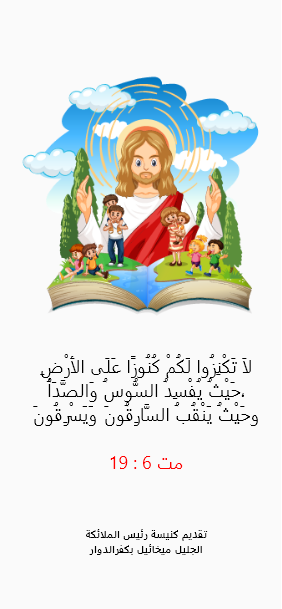 لاَ تَكْنِزُوا لَكُمْ كُنُوزًا عَلَى الأَرْضِ
،حَيْثُ يُفْسِدُ السُّوسُ وَالصَّدَأُ
وحَيْثُ يَنْقُبُ السَّارِقُونَ وَيَسْرِقُونَ
مت 6 : 19
تقديم كنيسة رئيس الملائكة
الجليل ميخائيل بكفرالدوار